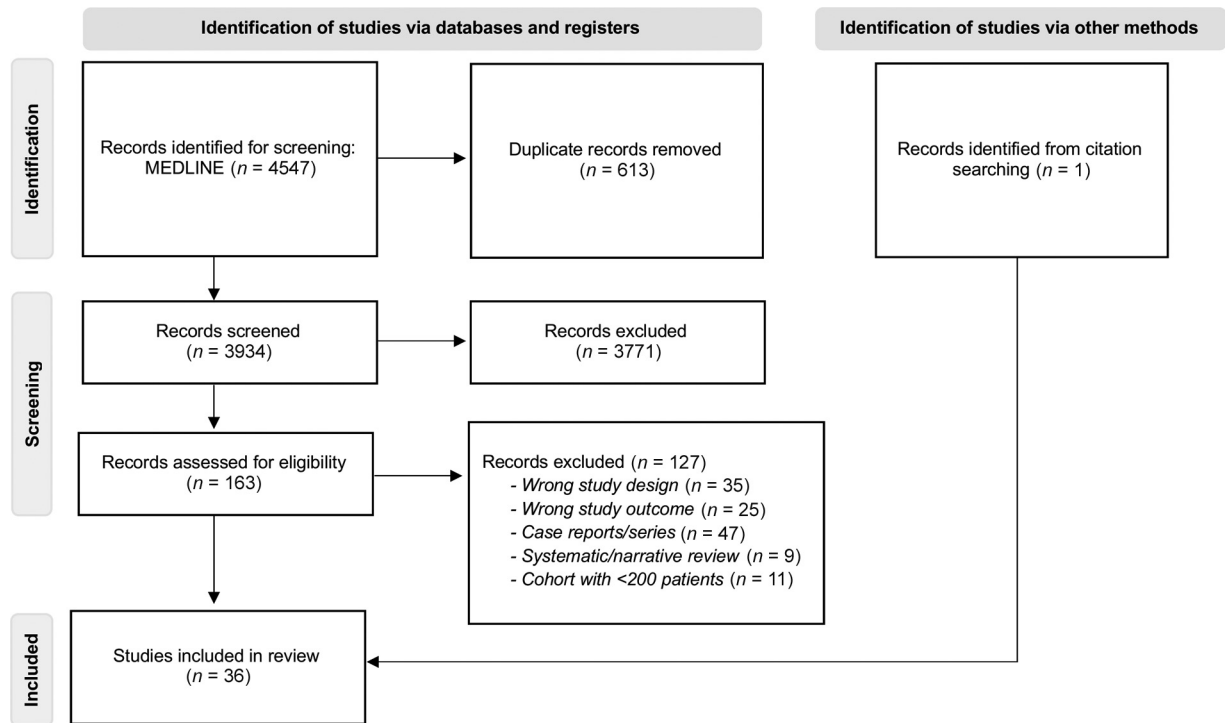 Identification of studies via databases and registers
Identification of studies via other methods
Identification
Records identified for screening:
MEDLINE (n = 4547)
Duplicate records removed
(n = 613)
Records identified from citation
searching (n = 1)
Screening
Records screened
(n = 3934)
Records excluded
(n = 3771)
Records assessed for eligibility
(n = 163)
Records excluded (n = 127)
- Wrong study design (n = 35)
- Wrong study outcome (n = 25)
- Case reports/series (n = 47)
- Systematic/narrative review (n = 9)
- Cohort with <200 patients (n = 11)
Included
Studies included in review
(n = 36)